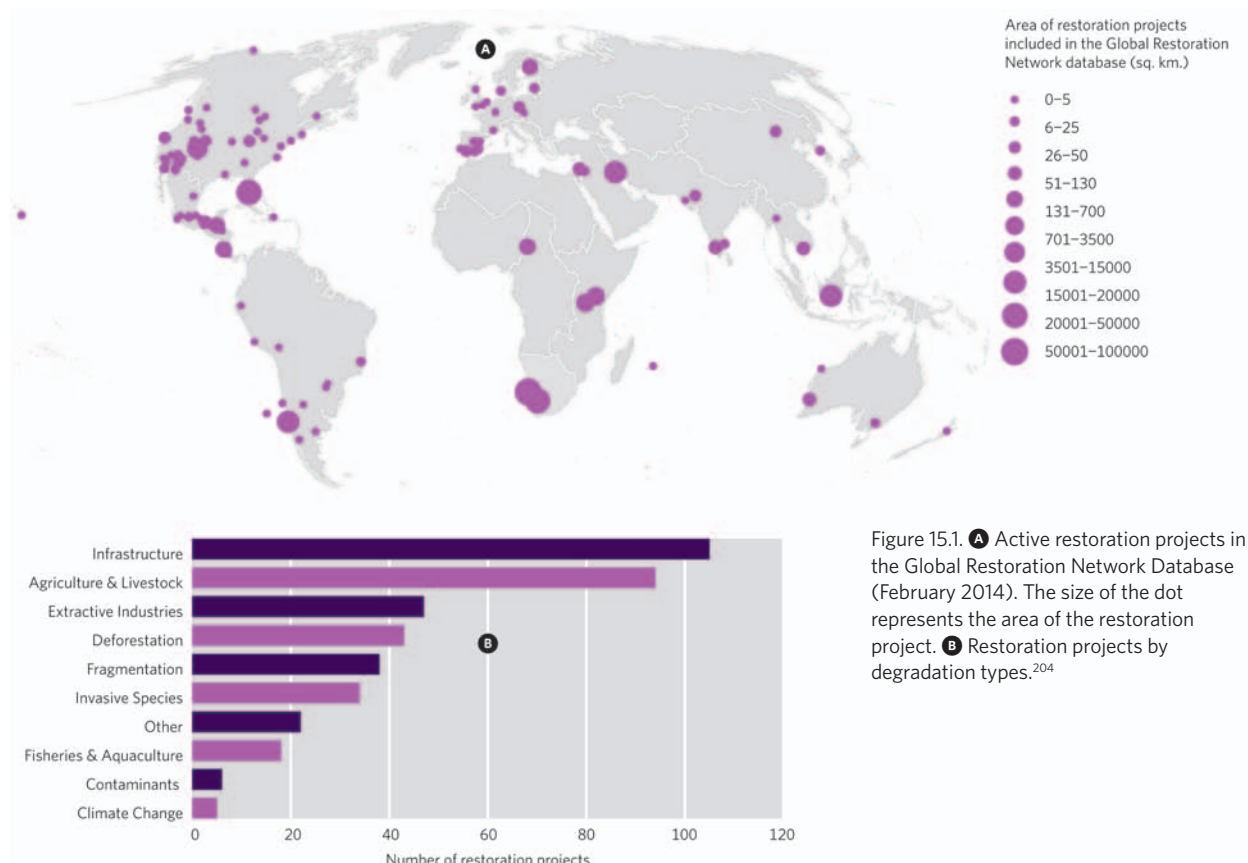 Area of restoration projects
included in the Global Restoration
Network database (sq. km.)
0–5
6–25
26–50
51–130
131–700
701–3500
3501–15000
15001–20000
20001–50000
50001–100000
A
Infrastructure
Agriculture & Livestock
Extractive Industries
Deforestation
Fragmentation
Invasive Species
Other
Fisheries & Aquaculture
Contaminants
Climate Change
B
0 20 40 60 80 100 120
Number of restoration projects
Figure 15.1. A Active restoration projects in
the Global Restoration Network Database
(February 2014). The size of the dot
represents the area of the restoration
project. B Restoration projects by
degradation types.204